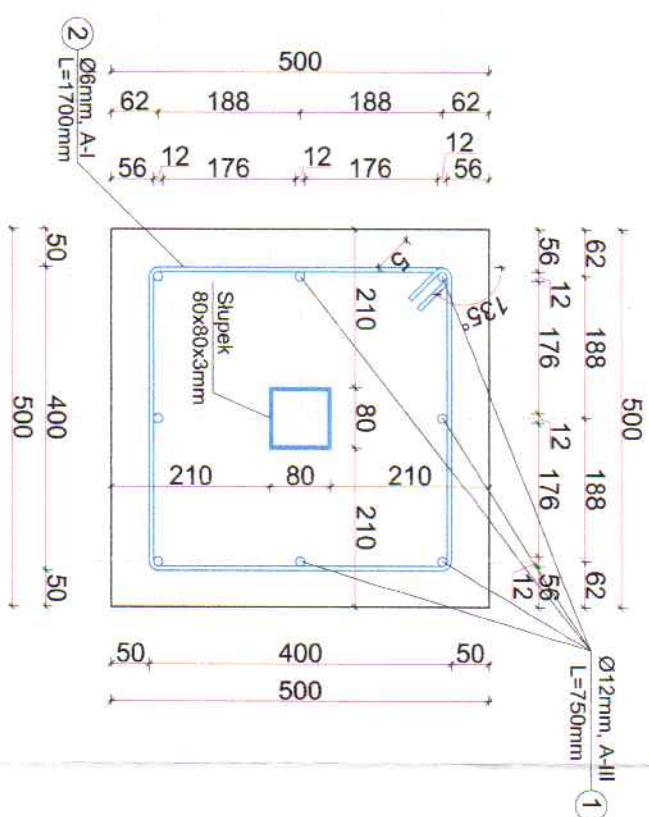 500
62 188 188 62
12 12 12
56 176 176 56
2
Ø6mm, A-I
L=1700mm
500
62 188 188 62
56 12 176 12 176 12 56
5
135°
210 80 210
Słupek
80x80x3mm
210 80 210
50 400 50
500
50 400 50
500
Ø12mm, A-III
L=750mm
1